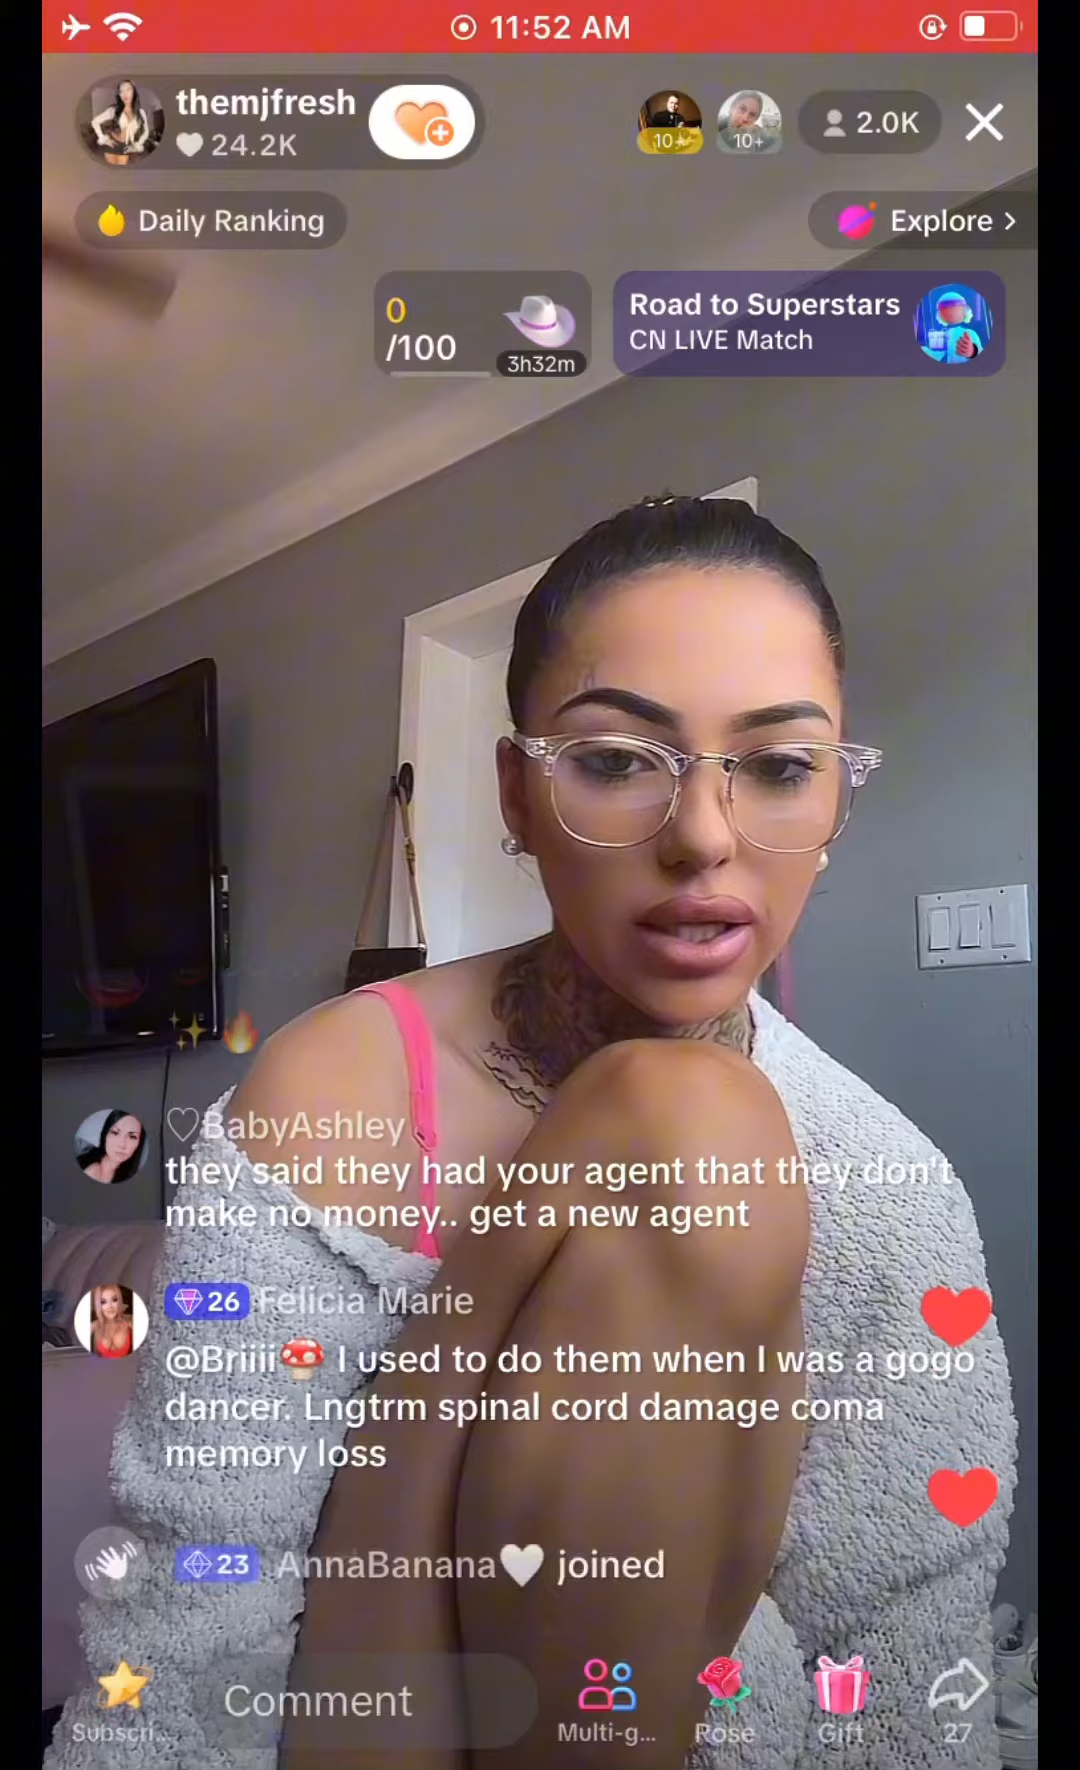 11:52 AM
themjfresh
24.2K
10+
10+
2.0K
Daily Ranking
Explore >
0
/100
3h32m
Road to Superstars
CN LIVE Match
✨🔥
♡BabyAshley
they said they had your agent that they don't
make no money.. get a new agent
26 Felicia Marie
@Briiii🍄 I used to do them when I was a gogo
dancer. Lngtrm spinal cord damage coma
memory loss
23 AnnaBanana🤍 joined
Subscri...
Comment
Multi-g...
Rose
Gift
27